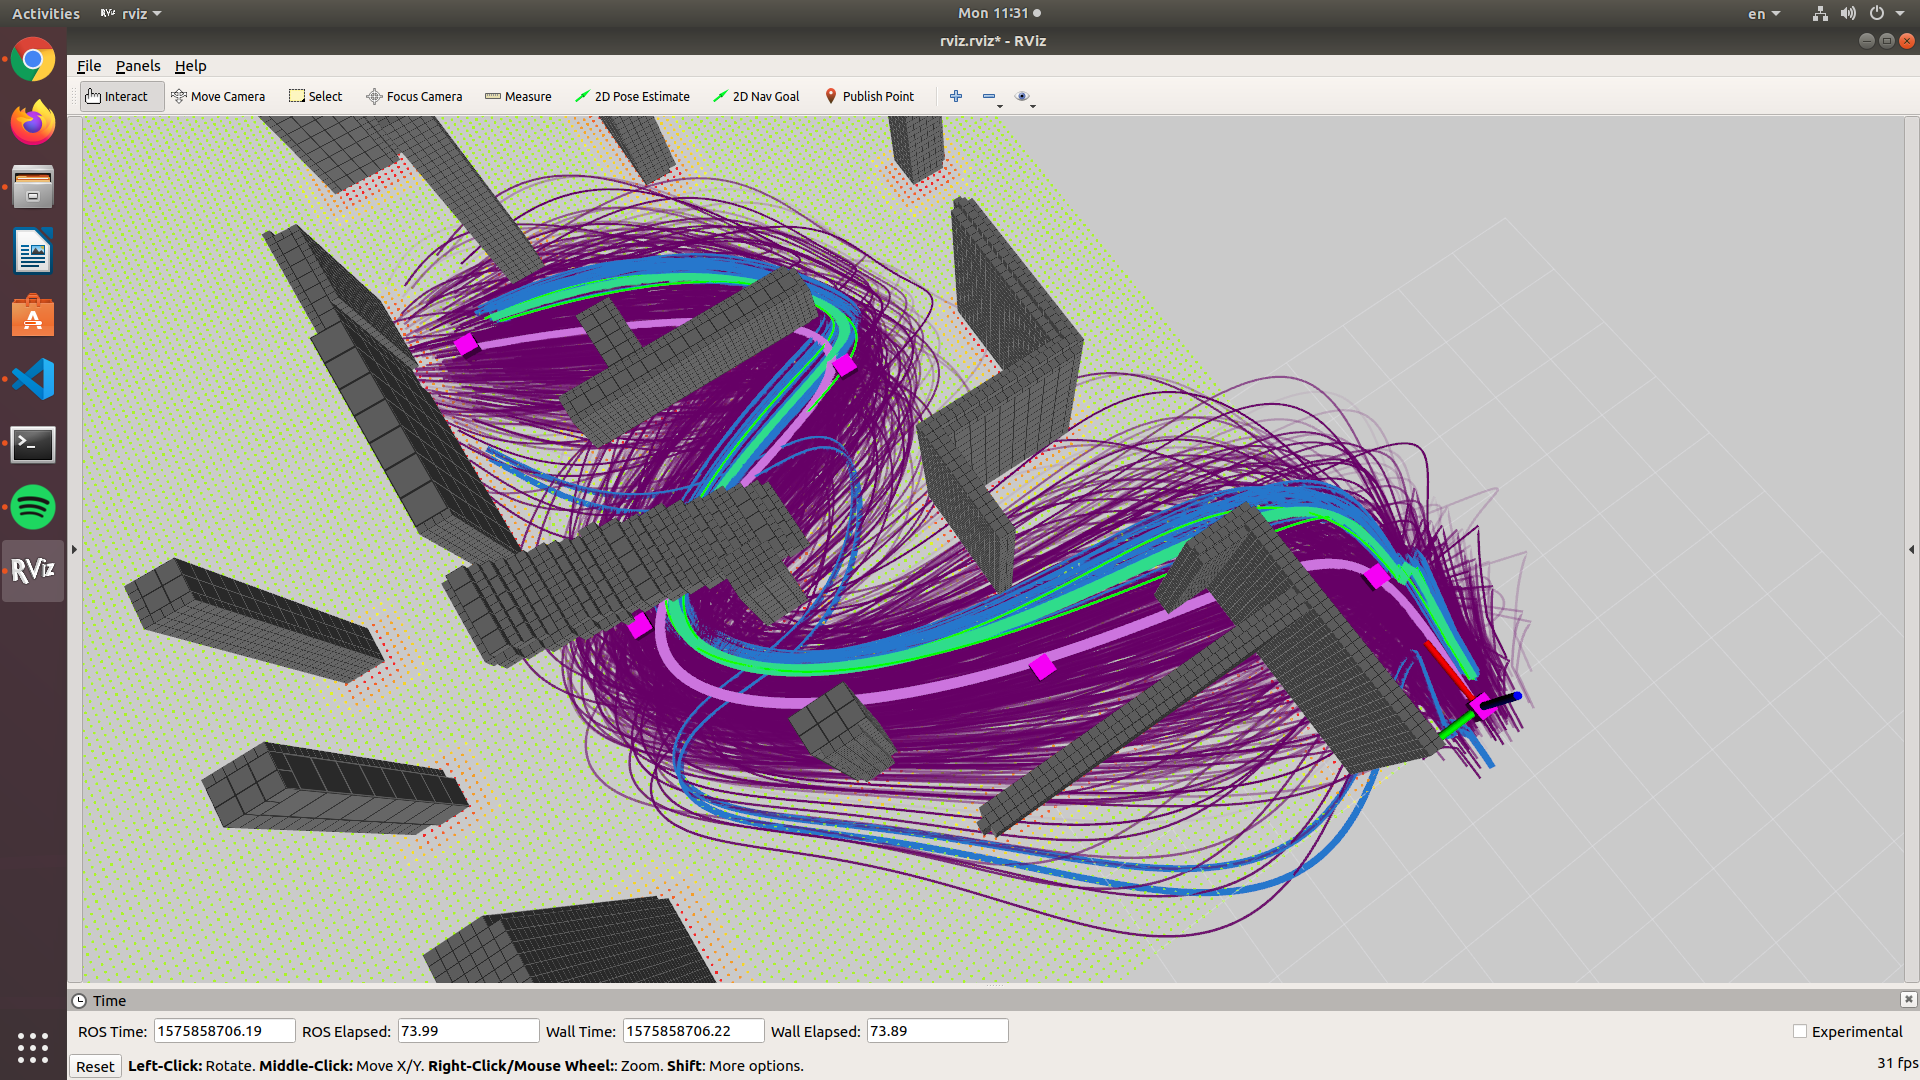 Activities RViz rviz Mon 11:31 en
rviz.rviz* - RViz
File Panels Help
Interact Move Camera Select Focus Camera Measure 2D Pose Estimate 2D Nav Goal Publish Point
RViz
Time
ROS Time: 1575858706.19 ROS Elapsed: 73.99 Wall Time: 1575858706.22 Wall Elapsed: 73.89 Experimental
Reset Left-Click: Rotate. Middle-Click: Move X/Y. Right-Click/Mouse Wheel:: Zoom. Shift: More options. 31 fps